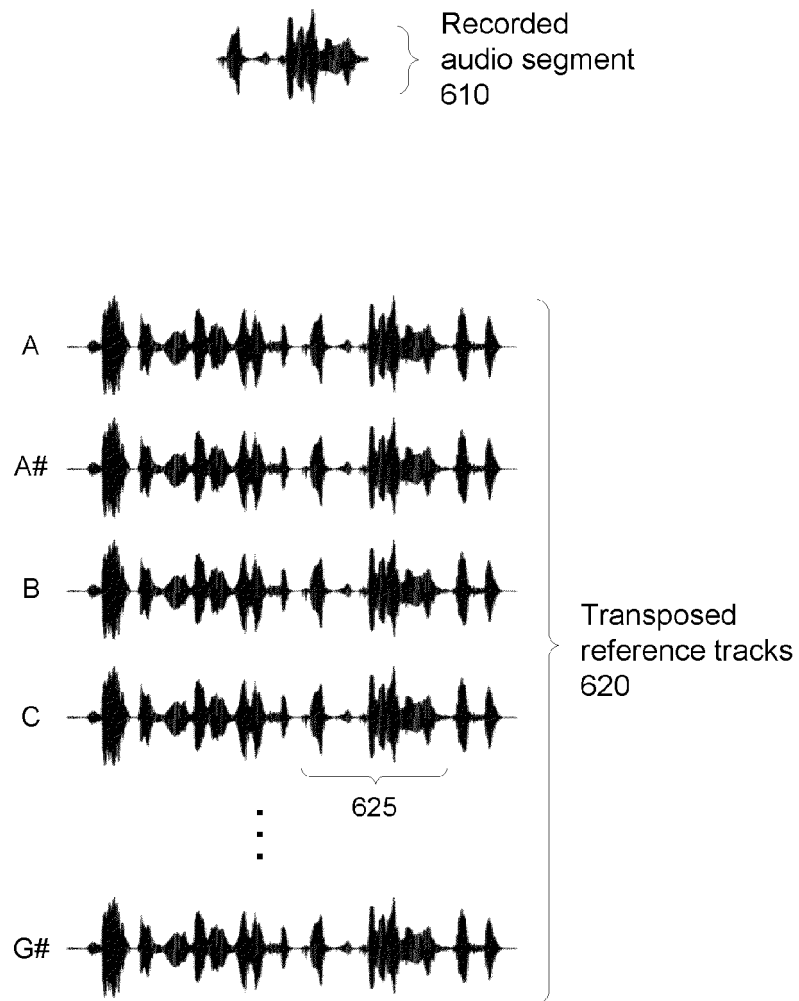 Recorded
audio segment
610
A
A#
B
C
625
G#
Transposed
reference tracks
620